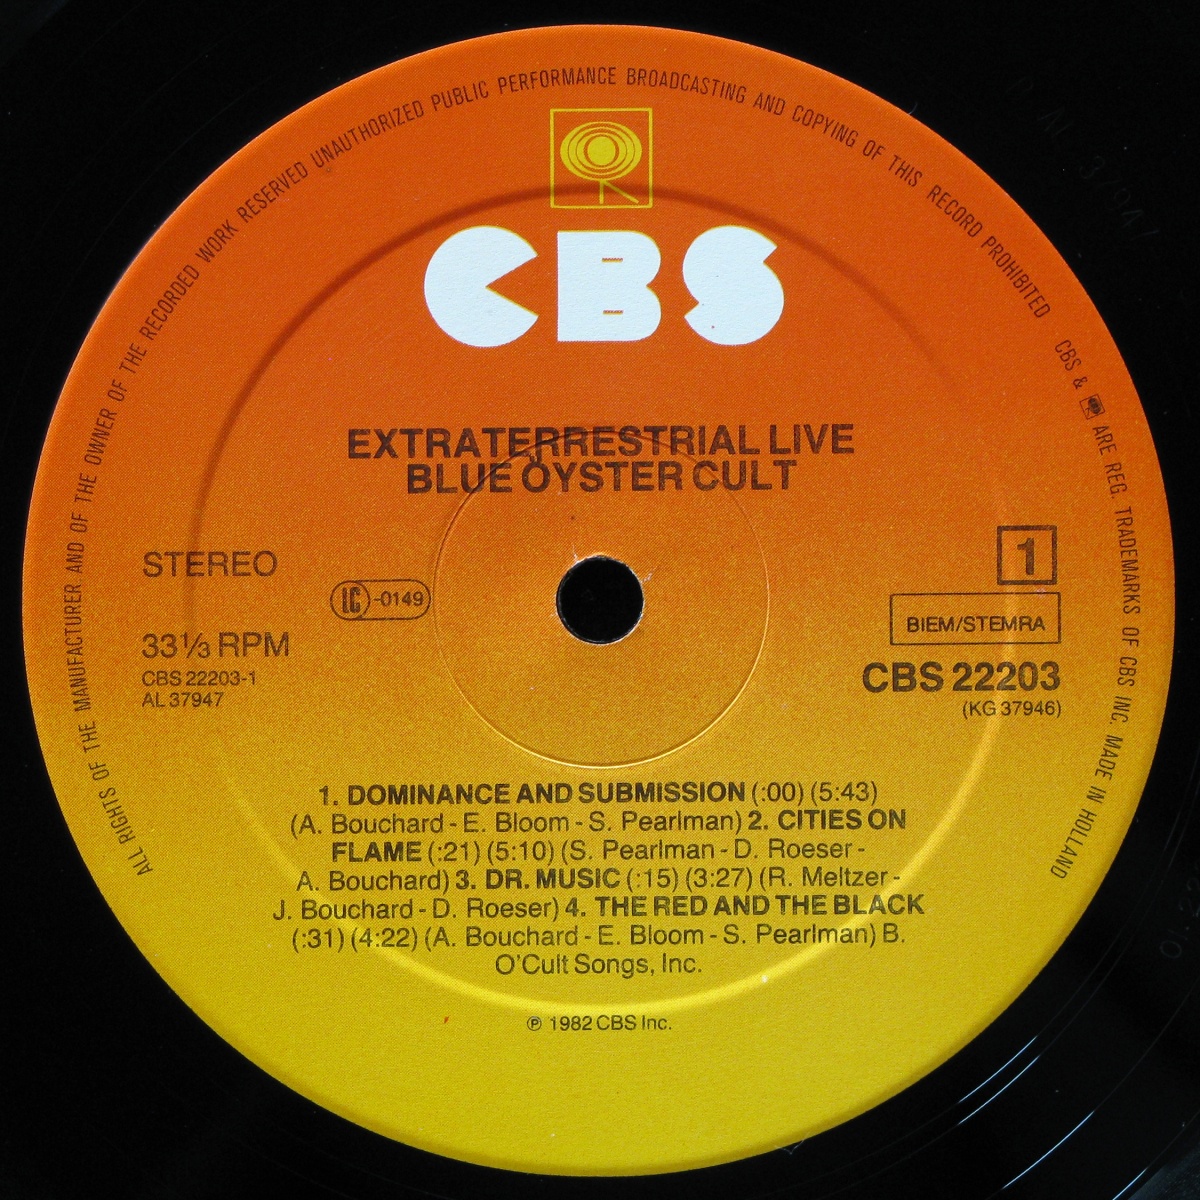 ALL RIGHTS OF THE MANUFACTURER AND OF THE OWNER OF THE RECORDED WORK RESERVED UNAUTHORIZED PUBLIC PERFORMANCE BROADCASTING AND COPYING OF THIS RECORD PROHIBITED
CBS & ARE REG. TRADEMARKS OF CBS INC. MADE IN HOLLAND
CBS
EXTRATERRESTRIAL LIVE
BLUE ÖYSTER CULT
STEREO
1
LC-0149
BIEM/STEMRA
33⅓ RPM
CBS 22203-1
AL 37947
CBS 22203
(KG 37946)
1. DOMINANCE AND SUBMISSION (:00) (5:43)
(A. Bouchard - E. Bloom - S. Pearlman) 2. CITIES ON
FLAME (:21) (5:10) (S. Pearlman - D. Roeser -
A. Bouchard) 3. DR. MUSIC (:15) (3:27) (R. Meltzer -
J. Bouchard - D. Roeser) 4. THE RED AND THE BLACK
(:31) (4:22) (A. Bouchard - E. Bloom - S. Pearlman) B.
O'Cult Songs, Inc.
℗ 1982 CBS Inc.